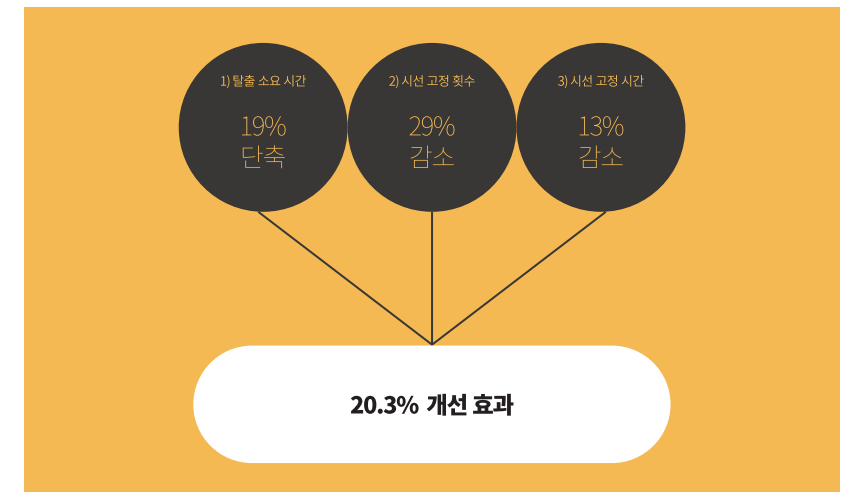 1) 탈출 소요 시간
19%
단축
2) 시선 고정 횟수
29%
감소
3) 시선 고정 시간
13%
감소
20.3% 개선 효과